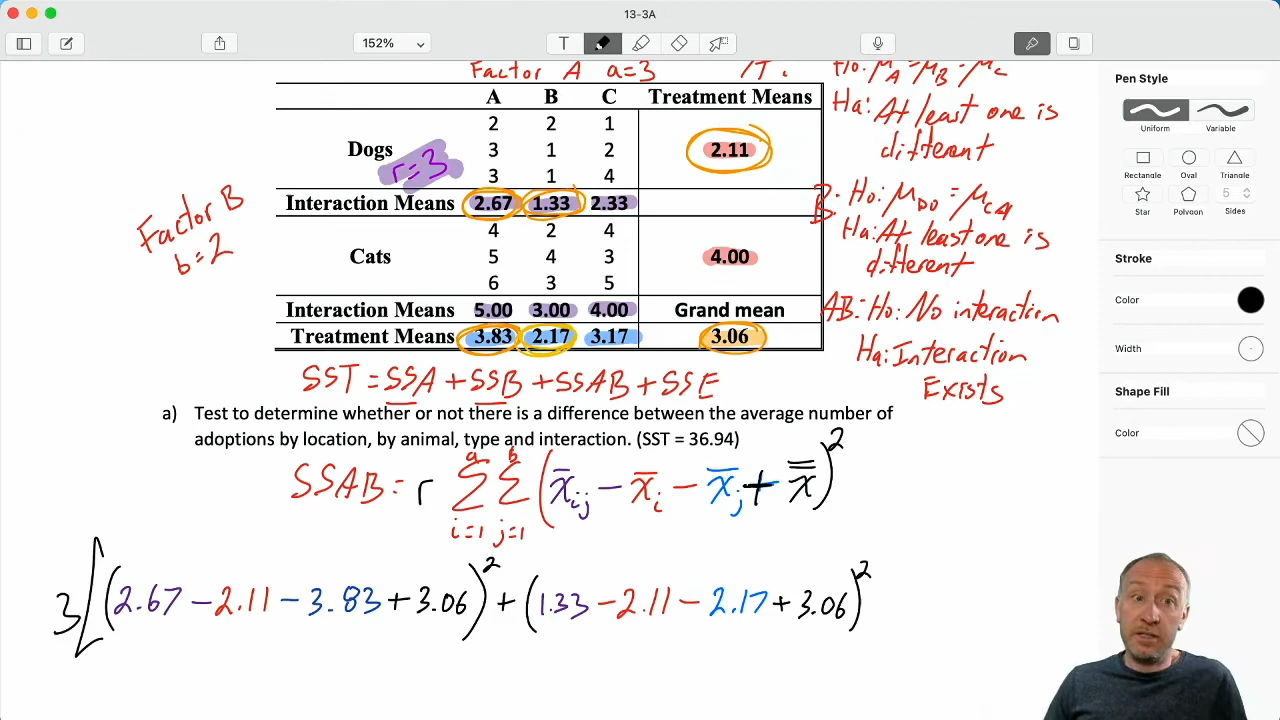 13-3A
152%
T
Pen Style
Uniform Variable
Rectangle Oval Triangle
5
Star Polygon Sides
Stroke
Color
Width
Shape Fill
Color
Factor A a=3
A B C Treatment Means
2 2 1
Dogs 3 1 2 2.11
r=3
3 1 4
Interaction Means 2.67 1.33 2.33
4 2 4
Cats 5 4 3 4.00
6 3 5
Interaction Means 5.00 3.00 4.00 Grand mean
Treatment Means 3.83 2.17 3.17 3.06
Factor B
b=2
Ho: μA = μB = μC
Ha: At least one is
different
B: Ho: μDO = μCA
Ha: At least one is
different
AB: Ho: No interaction
Ha: Interaction
Exists
SST = SSA + SSB + SSAB + SSE
a) Test to determine whether or not there is a difference between the average number of
adoptions by location, by animal, type and interaction. (SST = 36.94)
SSAB = r Σ(i=1 to a) Σ(j=1 to b) (x̄ij − x̄i − x̄j + x̿)²
3[(2.67 − 2.11 − 3.83 + 3.06)² + (1.33 − 2.11 − 2.17 + 3.06)²